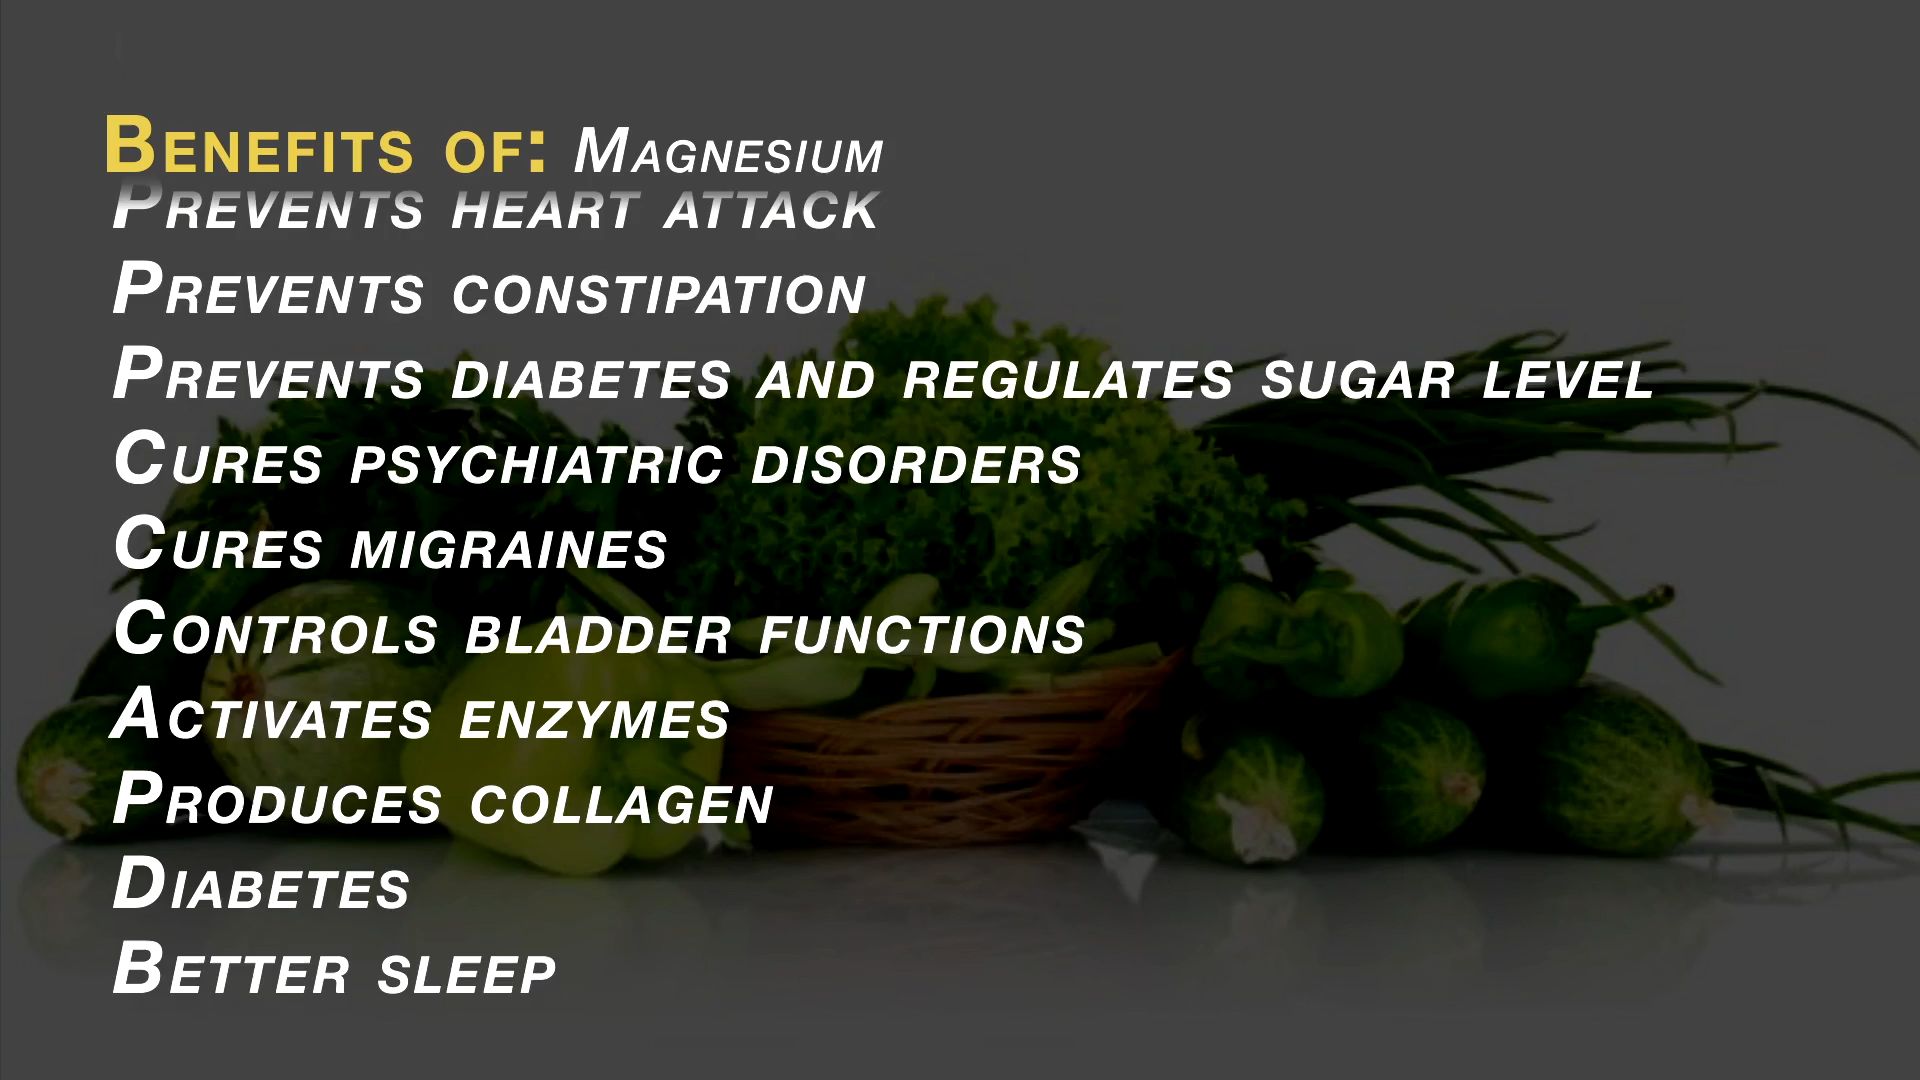 Benefits of: Magnesium
Prevents heart attack
Prevents constipation
Prevents diabetes and regulates sugar level
Cures psychiatric disorders
Cures migraines
Controls bladder functions
Activates enzymes
Produces collagen
Diabetes
Better sleep